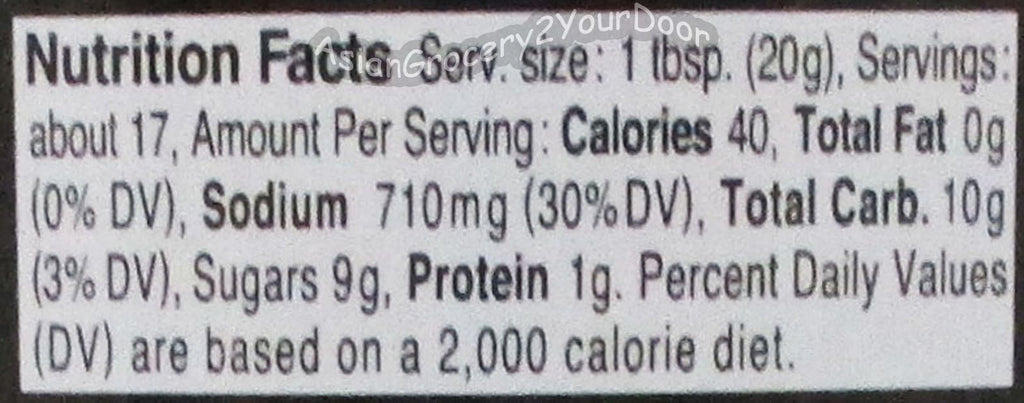 AsianGrocery2YourDoor
Nutrition Facts Serv. size: 1 tbsp. (20g), Servings:
about 17, Amount Per Serving: Calories 40, Total Fat 0g
(0% DV), Sodium 710mg (30% DV), Total Carb. 10g
(3% DV), Sugars 9g, Protein 1g. Percent Daily Values
(DV) are based on a 2,000 calorie diet.